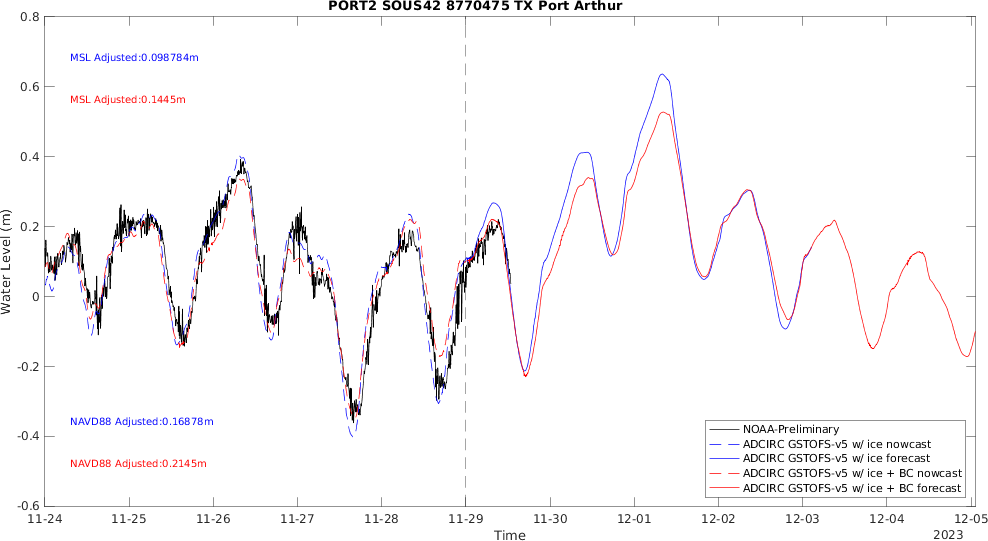 PORT2 SOUS42 8770475 TX Port Arthur
0.8
MSL Adjusted:0.098784m
0.6
MSL Adjusted:0.1445m
0.4
0.2
Water Level (m)
0
-0.2
-0.4
NAVD88 Adjusted:0.16878m
NAVD88 Adjusted:0.2145m
NOAA-Preliminary
ADCIRC GSTOFS-v5 w/ ice nowcast
ADCIRC GSTOFS-v5 w/ ice forecast
ADCIRC GSTOFS-v5 w/ ice + BC nowcast
ADCIRC GSTOFS-v5 w/ ice + BC forecast
-0.6
11-24 11-25 11-26 11-27 11-28 11-29 11-30 12-01 12-02 12-03 12-04 12-05
Time
2023